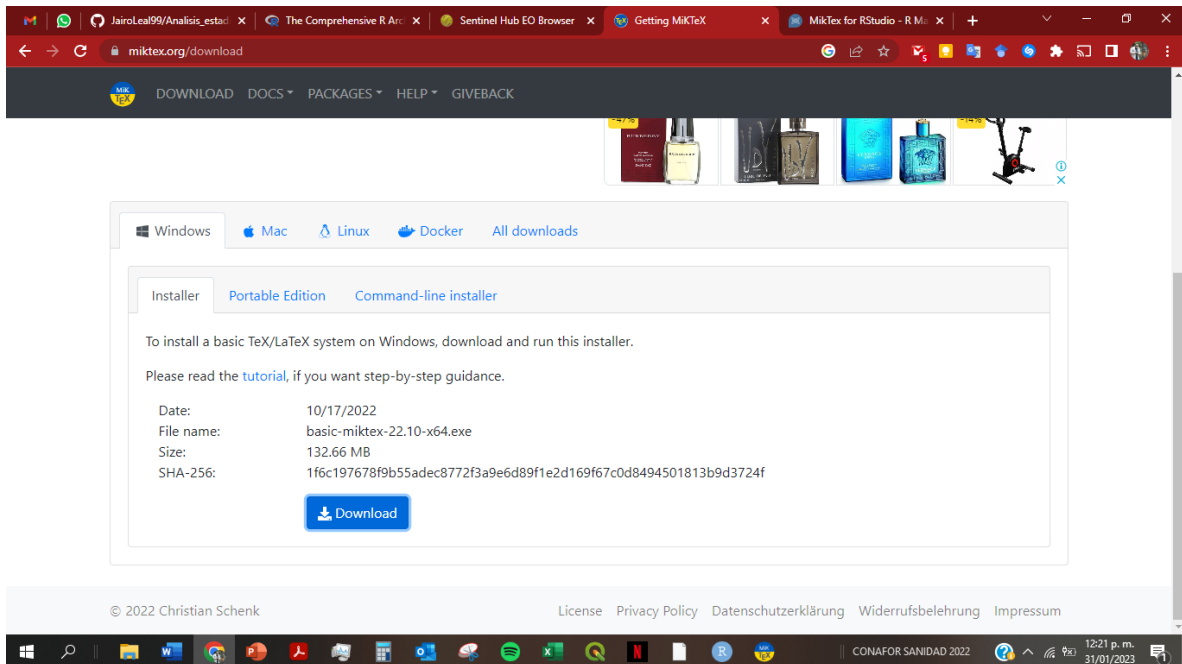 JairoLeal99/Analisis_estad
The Comprehensive R Arc
Sentinel Hub EO Browser
Getting MiKTeX
MikTex for RStudio - R Ma
miktex.org/download
5
MiK
TEX
DOWNLOAD DOCS PACKAGES HELP GIVEBACK
-47%
-14%
Windows Mac Linux Docker All downloads
Installer Portable Edition Command-line installer
To install a basic TeX/LaTeX system on Windows, download and run this installer.
Please read the tutorial, if you want step-by-step guidance.
Date: 10/17/2022
File name: basic-miktex-22.10-x64.exe
Size: 132.66 MB
SHA-256: 1f6c197678f9b55adec8772f3a9e6d89f1e2d169f67c0d8494501813b9d3724f
Download
© 2022 Christian Schenk License Privacy Policy Datenschutzerklärung Widerrufsbelehrung Impressum
CONAFOR SANIDAD 2022
12:21 p. m.
31/01/2023